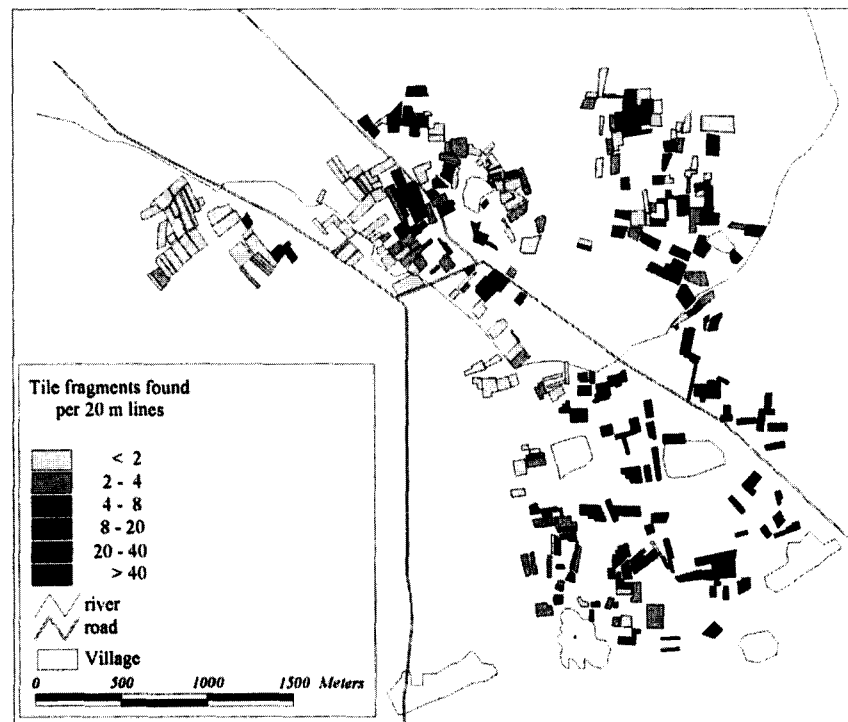 Tile fragments found
per 20 m lines
< 2
2 - 4
4 - 8
8 - 20
20 - 40
> 40
river
road
Village
0 500 1000 1500 Meters